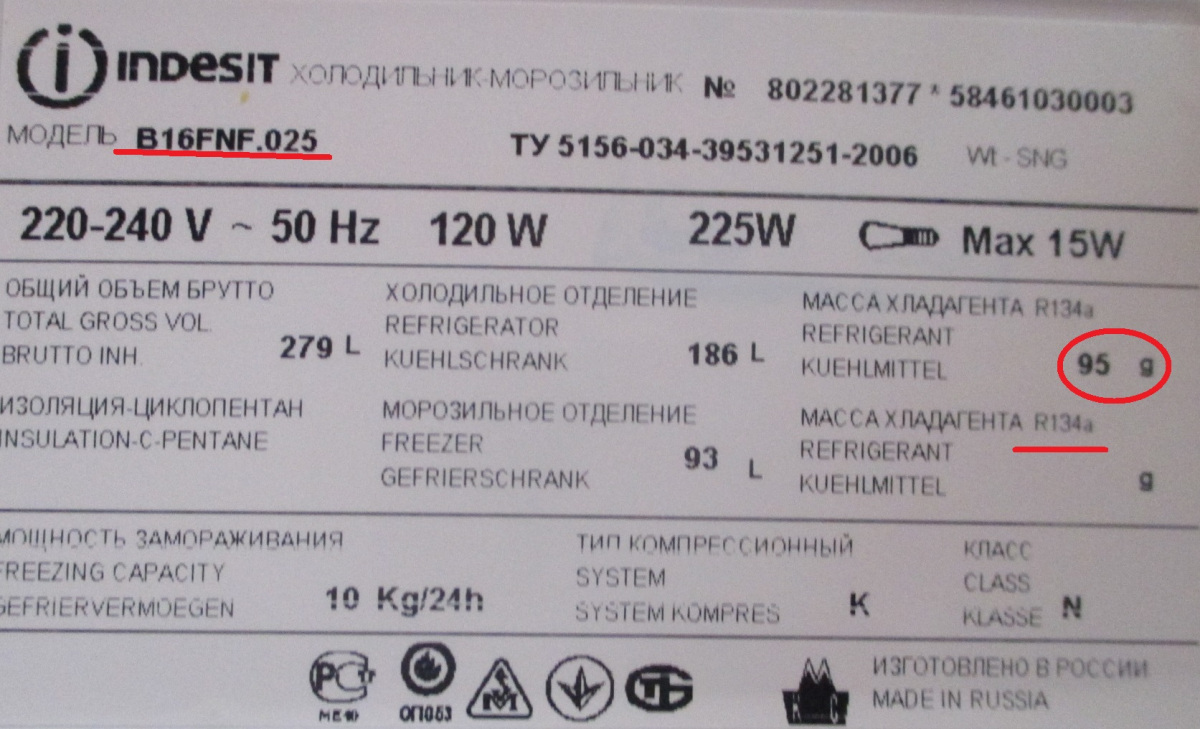 INDESIT ХОЛОДИЛЬНИК-МОРОЗИЛЬНИК № 802281377 * 58461030003
МОДЕЛЬ B16FNF.025 ТУ 5156-034-39531251-2006 Wt - SNG
220-240 V ~ 50 Hz 120 W 225W Max 15W
ОБЩИЙ ОБЪЕМ БРУТТО
TOTAL GROSS VOL.
BRUTTO INH. 279 L
ХОЛОДИЛЬНОЕ ОТДЕЛЕНИЕ
REFRIGERATOR
KUEHLSCHRANK 186 L
МАССА ХЛАДАГЕНТА R134a
REFRIGERANT
KUEHLMITTEL 95 g
ИЗОЛЯЦИЯ-ЦИКЛОПЕНТАН
INSULATION-C-PENTANE
МОРОЗИЛЬНОЕ ОТДЕЛЕНИЕ
FREEZER
GEFRIERSCHRANK 93 L
МАССА ХЛАДАГЕНТА R134a
REFRIGERANT
KUEHLMITTEL g
МОЩНОСТЬ ЗАМОРАЖИВАНИЯ
FREEZING CAPACITY
GEFRIERVERMOEGEN 10 Kg/24h
ТИП КОМПРЕССИОННЫЙ
SYSTEM
SYSTEM KOMPRES K
КЛАСС
CLASS
KLASSE N
РСТ
МЕ10
ОП053
ИЗГОТОВЛЕНО В РОССИИ
MADE IN RUSSIA